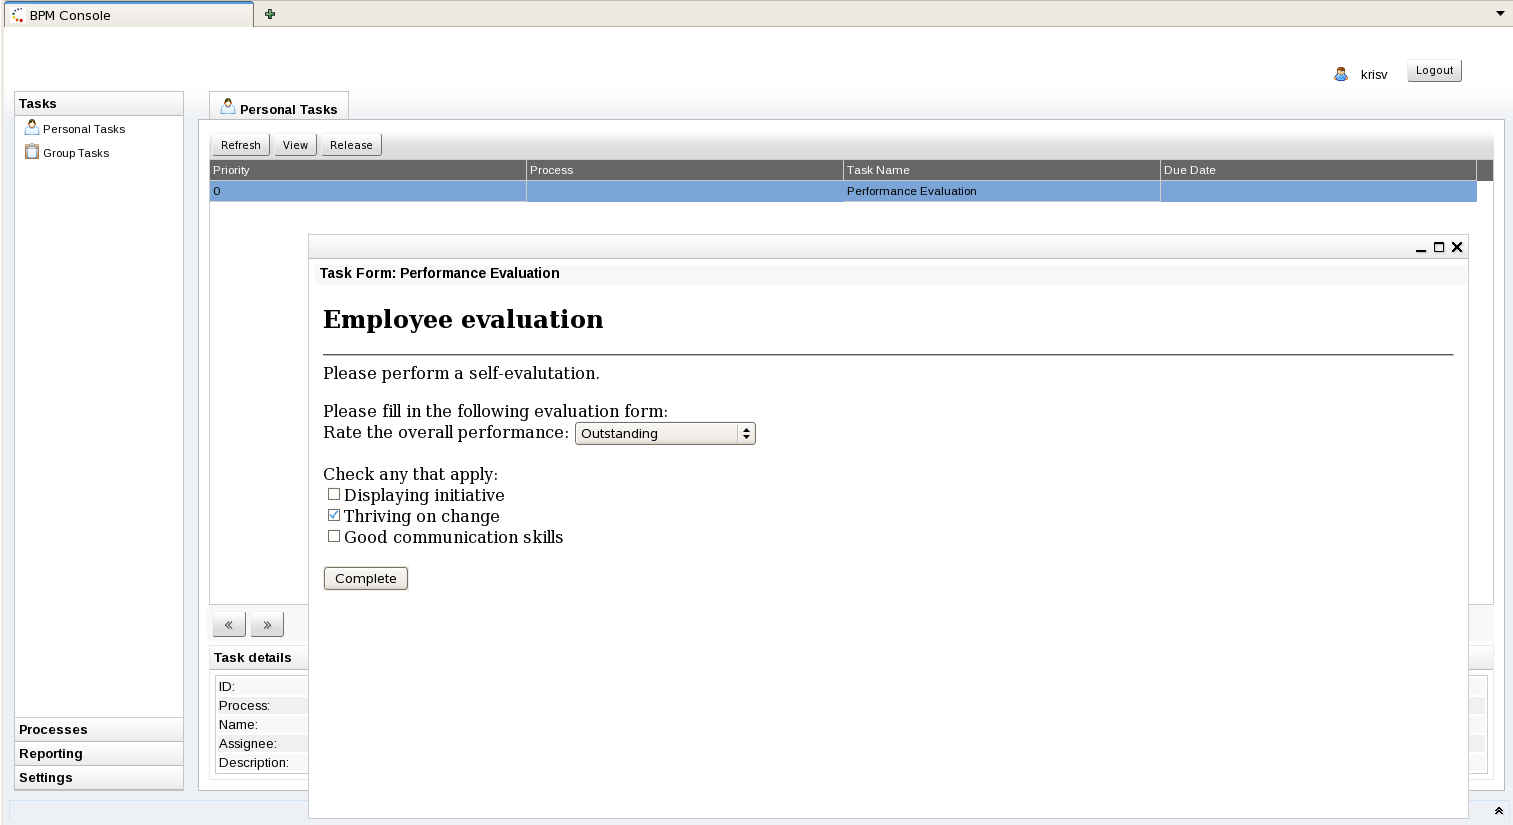 BPM Console
krisv
Logout
Tasks
Personal Tasks
Group Tasks
Processes
Reporting
Settings
Personal Tasks
Refresh View Release
Priority Process Task Name Due Date
0 Performance Evaluation
Task Form: Performance Evaluation
Employee evaluation
Please perform a self-evalutation.
Please fill in the following evaluation form:
Rate the overall performance: Outstanding
Check any that apply:
Displaying initiative
Thriving on change
Good communication skills
Complete
« »
Task details
ID:
Process:
Name:
Assignee:
Description: